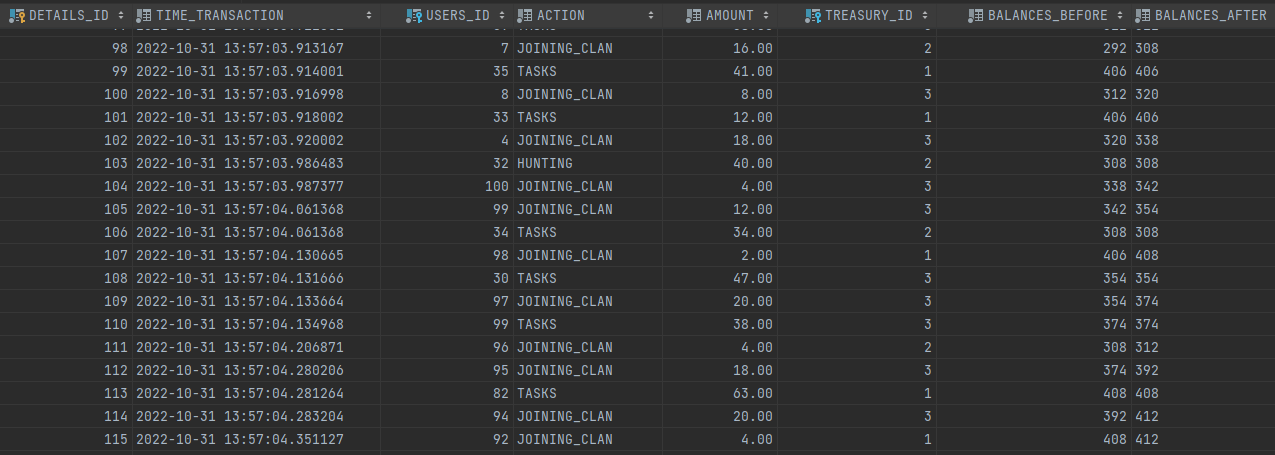 DETAILS_ID TIME_TRANSACTION USERS_ID ACTION AMOUNT TREASURY_ID BALANCES_BEFORE BALANCES_AFTER
98 2022-10-31 13:57:03.913167 7 JOINING_CLAN 16.00 2 292 308
99 2022-10-31 13:57:03.914001 35 TASKS 41.00 1 406 406
100 2022-10-31 13:57:03.916998 8 JOINING_CLAN 8.00 3 312 320
101 2022-10-31 13:57:03.918002 33 TASKS 12.00 1 406 406
102 2022-10-31 13:57:03.920002 4 JOINING_CLAN 18.00 3 320 338
103 2022-10-31 13:57:03.986483 32 HUNTING 40.00 2 308 308
104 2022-10-31 13:57:03.987377 100 JOINING_CLAN 4.00 3 338 342
105 2022-10-31 13:57:04.061368 99 JOINING_CLAN 12.00 3 342 354
106 2022-10-31 13:57:04.061368 34 TASKS 34.00 2 308 308
107 2022-10-31 13:57:04.130665 98 JOINING_CLAN 2.00 1 406 408
108 2022-10-31 13:57:04.131666 30 TASKS 47.00 3 354 354
109 2022-10-31 13:57:04.133664 97 JOINING_CLAN 20.00 3 354 374
110 2022-10-31 13:57:04.134968 99 TASKS 38.00 3 374 374
111 2022-10-31 13:57:04.206871 96 JOINING_CLAN 4.00 2 308 312
112 2022-10-31 13:57:04.280206 95 JOINING_CLAN 18.00 3 374 392
113 2022-10-31 13:57:04.281264 82 TASKS 63.00 1 408 408
114 2022-10-31 13:57:04.283204 94 JOINING_CLAN 20.00 3 392 412
115 2022-10-31 13:57:04.351127 92 JOINING_CLAN 4.00 1 408 412